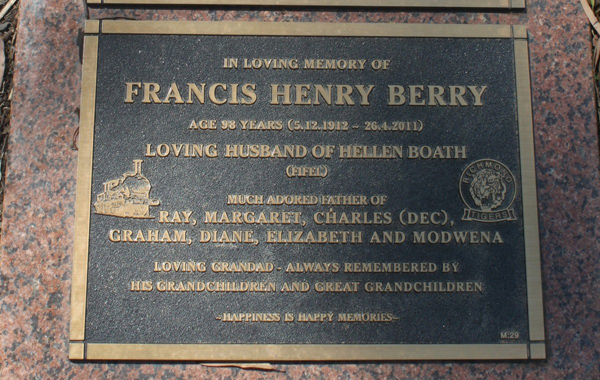 IN LOVING MEMORY OF
FRANCIS HENRY BERRY
AGE 98 YEARS (5.12.1912 – 26.4.2011)
LOVING HUSBAND OF HELLEN BOATH
(FIFEL)
MUCH ADORED FATHER OF
RAY, MARGARET, CHARLES (DEC),
GRAHAM, DIANE, ELIZABETH AND MODWENA
RICHMOND
TIGERS
LOVING GRANDAD - ALWAYS REMEMBERED BY
HIS GRANDCHILDREN AND GREAT GRANDCHILDREN
~HAPPINESS IS HAPPY MEMORIES~
M.29